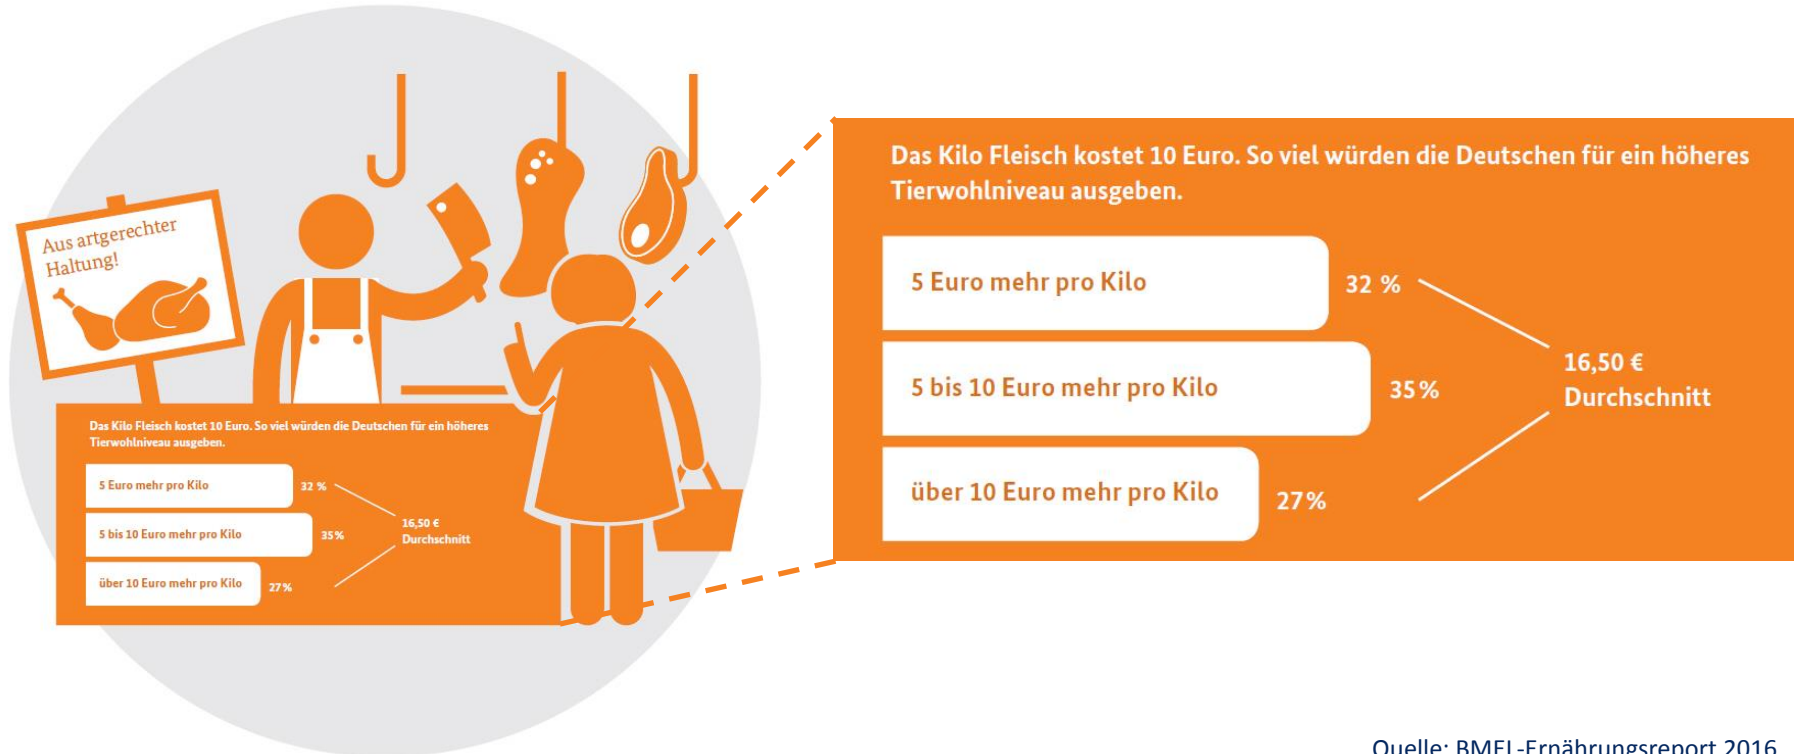 Aus artgerechter
Haltung!
Das Kilo Fleisch kostet 10 Euro. So viel würden die Deutschen für ein höheres
Tierwohlniveau ausgeben.
5 Euro mehr pro Kilo
32 %
5 bis 10 Euro mehr pro Kilo
35%
über 10 Euro mehr pro Kilo
27%
16,50 €
Durchschnitt
Das Kilo Fleisch kostet 10 Euro. So viel würden die Deutschen für ein höheres
Tierwohlniveau ausgeben.
5 Euro mehr pro Kilo
32 %
5 bis 10 Euro mehr pro Kilo
35%
über 10 Euro mehr pro Kilo
27%
16,50 €
Durchschnitt
Quelle: BMEL-Ernährungsreport 2016